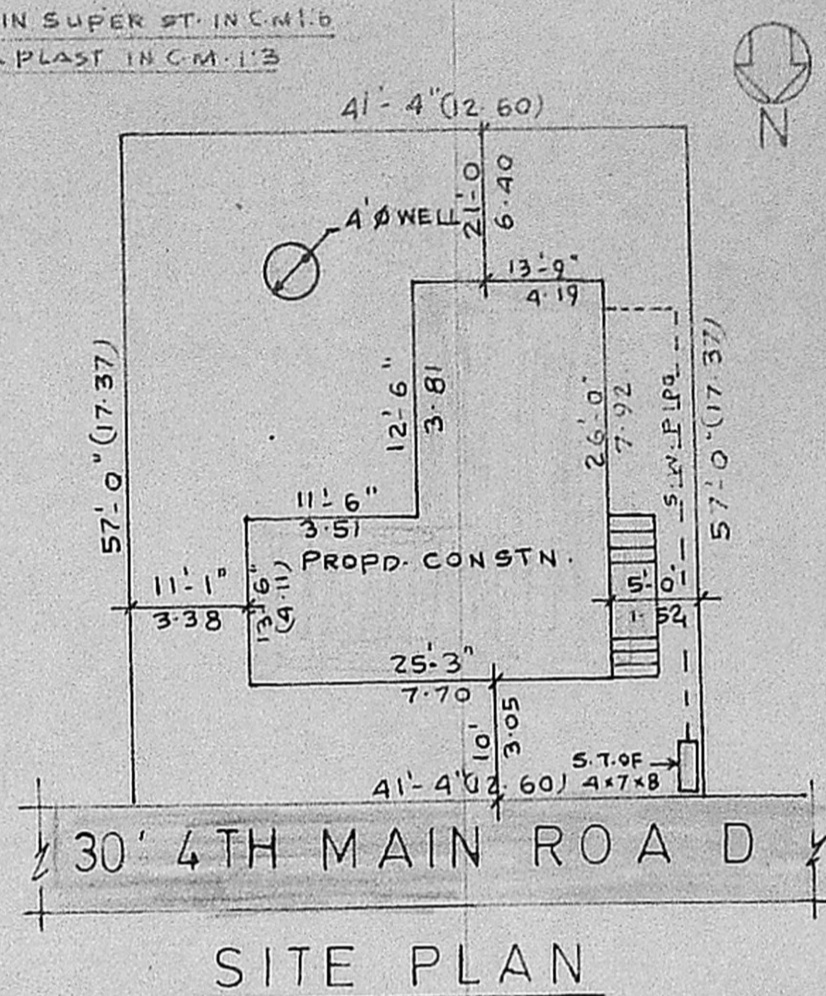 IN SUPER ST. IN C.M.1:6
PLAST IN C.M. 1:3
N
41'-4"(12.60)
21'-0
6.40
4'Ø WELL
13'-9"
4.19
57'-0"(17.37)
12'-6"
3.81
26'-0"
7.92
S.W.PIPE
57'-0"(17.37)
11'-6"
3.51
PROPD. CONSTN.
11'-1"
3.38
13'-6"
(4.11)
5'-0"
1.52
25'-3"
7.70
10'
3.05
S.T.OF
4x7x8
41'-4"(12.60)
30' 4TH MAIN ROAD
SITE PLAN